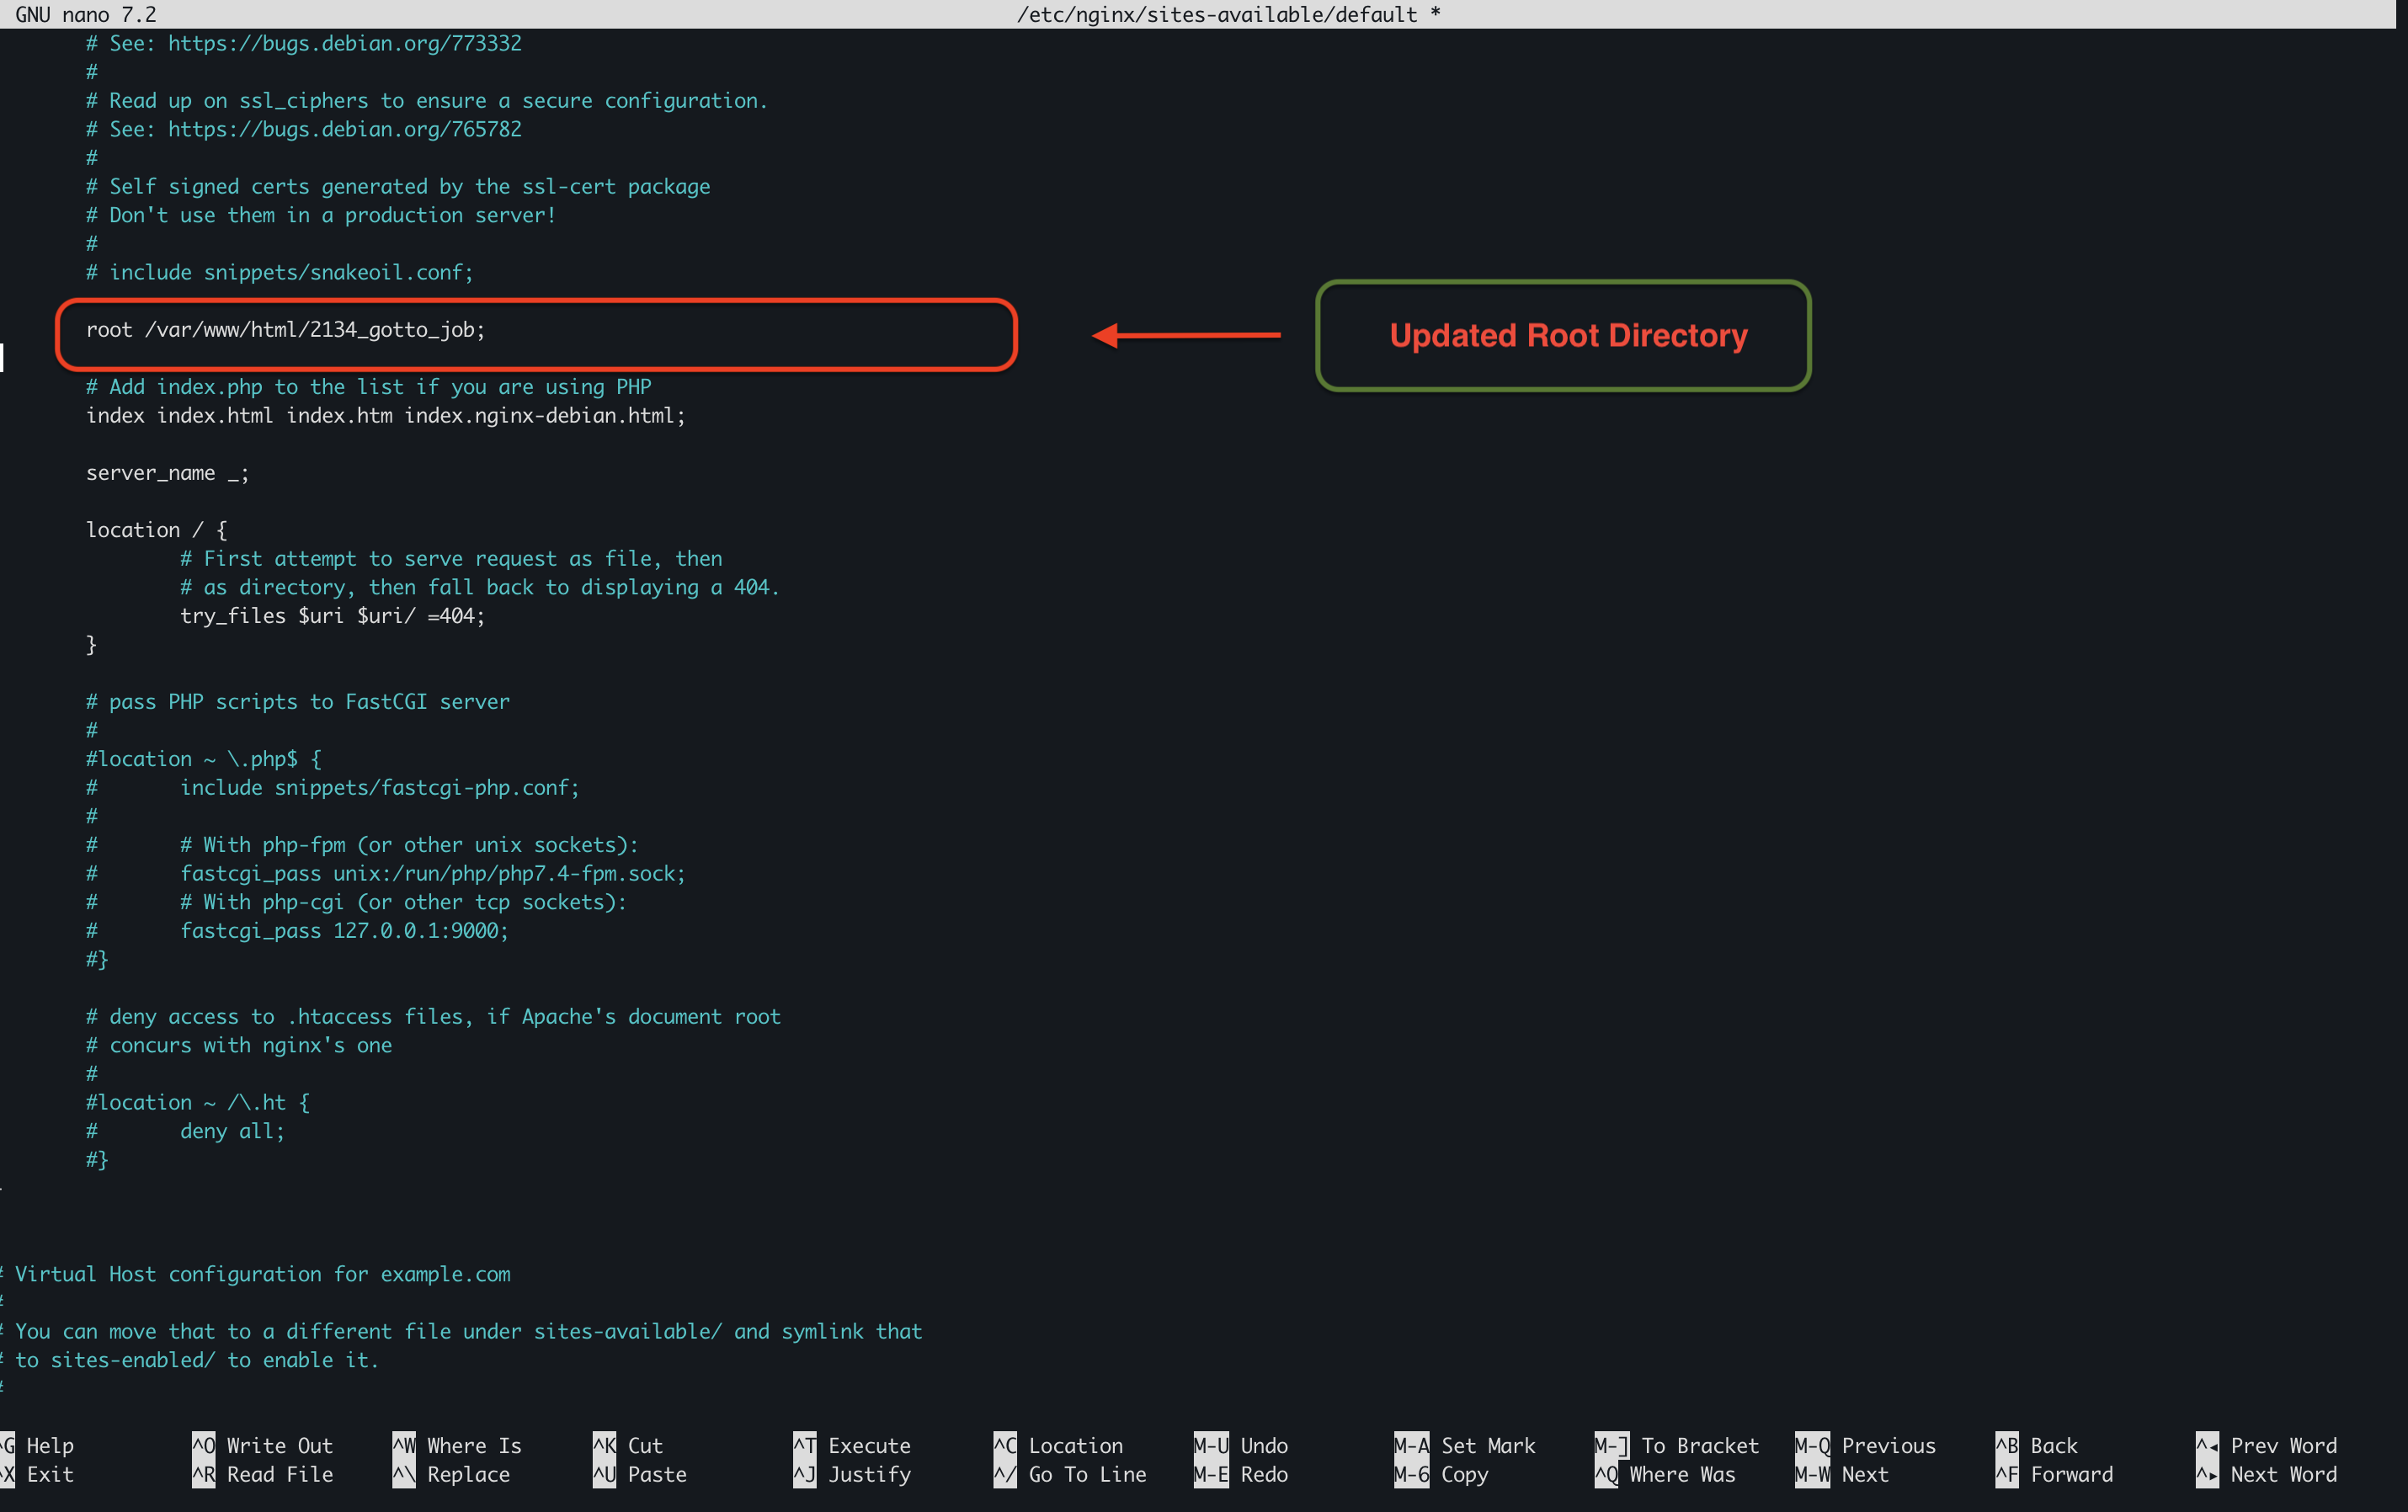 GNU nano 7.2 /etc/nginx/sites-available/default *
# See: https://bugs.debian.org/773332
#
# Read up on ssl_ciphers to ensure a secure configuration.
# See: https://bugs.debian.org/765782
#
# Self signed certs generated by the ssl-cert package
# Don't use them in a production server!
#
# include snippets/snakeoil.conf;
root /var/www/html/2134_gotto_job;
Updated Root Directory
# Add index.php to the list if you are using PHP
index index.html index.htm index.nginx-debian.html;
server_name _;
location / {
# First attempt to serve request as file, then
# as directory, then fall back to displaying a 404.
try_files $uri $uri/ =404;
}
# pass PHP scripts to FastCGI server
#
#location ~ \.php$ {
# include snippets/fastcgi-php.conf;
#
# # With php-fpm (or other unix sockets):
# fastcgi_pass unix:/run/php/php7.4-fpm.sock;
# # With php-cgi (or other tcp sockets):
# fastcgi_pass 127.0.0.1:9000;
#}
# deny access to .htaccess files, if Apache's document root
# concurs with nginx's one
#
#location ~ /\.ht {
# deny all;
#}
# Virtual Host configuration for example.com
#
# You can move that to a different file under sites-available/ and symlink that
# to sites-enabled/ to enable it.
#
^G Help ^O Write Out ^W Where Is ^K Cut ^T Execute ^C Location M-U Undo M-A Set Mark M-] To Bracket M-Q Previous ^B Back ^◂ Prev Word
^X Exit ^R Read File ^\ Replace ^U Paste ^J Justify ^/ Go To Line M-E Redo M-6 Copy ^Q Where Was M-W Next ^F Forward ^▸ Next Word